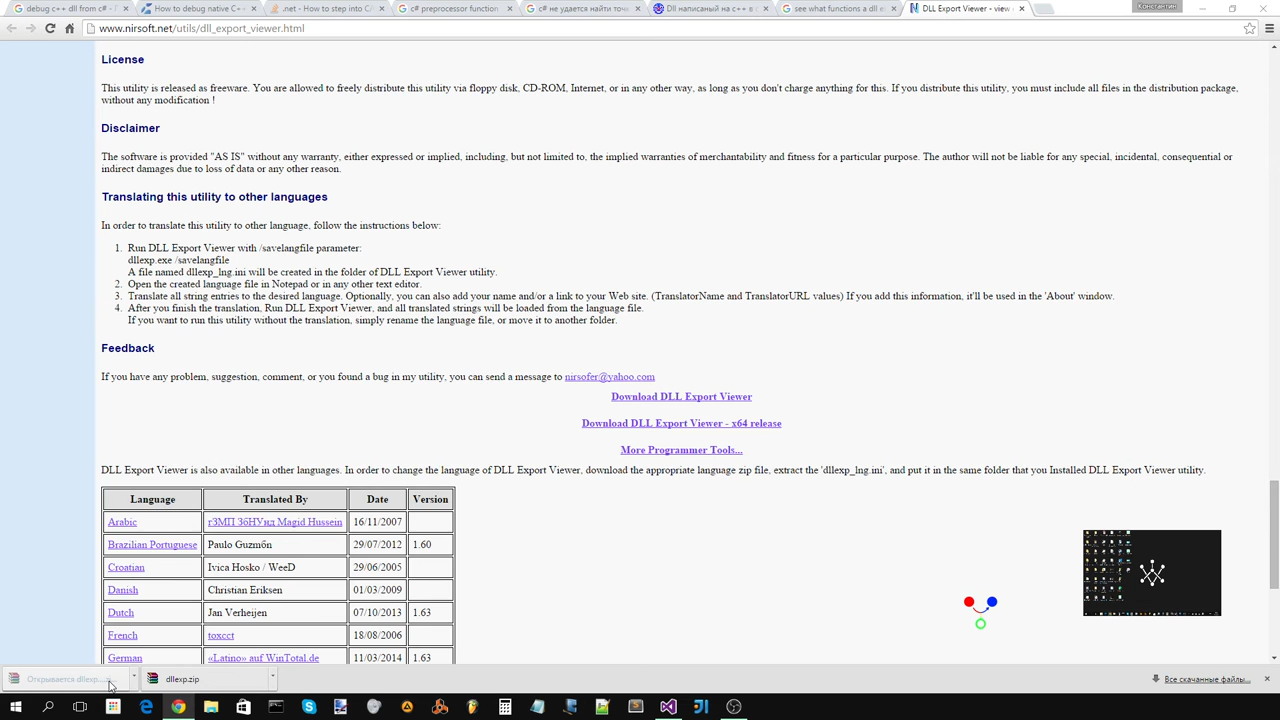 debug c++ dll from c# - П
How to debug native C++
.net - How to step into C/
c# preprocessor function
c# не удается найти точк
Dll написаный на c++ в
see what functions a dll e
DLL Export Viewer - view
Константин
www.nirsoft.net/utils/dll_export_viewer.html
License
This utility is released as freeware. You are allowed to freely distribute this utility via floppy disk, CD-ROM, Internet, or in any other way, as long as you don't charge anything for this. If you distribute this utility, you must include all files in the distribution package,
without any modification !
Disclaimer
The software is provided "AS IS" without any warranty, either expressed or implied, including, but not limited to, the implied warranties of merchantability and fitness for a particular purpose. The author will not be liable for any special, incidental, consequential or
indirect damages due to loss of data or any other reason.
Translating this utility to other languages
In order to translate this utility to other language, follow the instructions below:
1. Run DLL Export Viewer with /savelangfile parameter:
dllexp.exe /savelangfile
A file named dllexp_lng.ini will be created in the folder of DLL Export Viewer utility.
2. Open the created language file in Notepad or in any other text editor.
3. Translate all string entries to the desired language. Optionally, you can also add your name and/or a link to your Web site. (TranslatorName and TranslatorURL values) If you add this information, it'll be used in the 'About' window.
4. After you finish the translation, Run DLL Export Viewer, and all translated strings will be loaded from the language file.
If you want to run this utility without the translation, simply rename the language file, or move it to another folder.
Feedback
If you have any problem, suggestion, comment, or you found a bug in my utility, you can send a message to nirsofer@yahoo.com
Download DLL Export Viewer
Download DLL Export Viewer - x64 release
More Programmer Tools...
DLL Export Viewer is also available in other languages. In order to change the language of DLL Export Viewer, download the appropriate language zip file, extract the 'dllexp_lng.ini', and put it in the same folder that you Installed DLL Export Viewer utility.
Language Translated By Date Version
Arabic гЗМП ЗбНУнд Magid Hussein 16/11/2007
Brazilian Portuguese Paulo Guzmőn 29/07/2012 1.60
Croatian Ivica Hosko / WeeD 29/06/2005
Danish Christian Eriksen 01/03/2009
Dutch Jan Verheijen 07/10/2013 1.63
French toxcct 18/08/2006
German «Latino» auf WinTotal.de 11/03/2014 1.63
Открывается dllexp...
dllexp.zip
Все скачанные файлы...